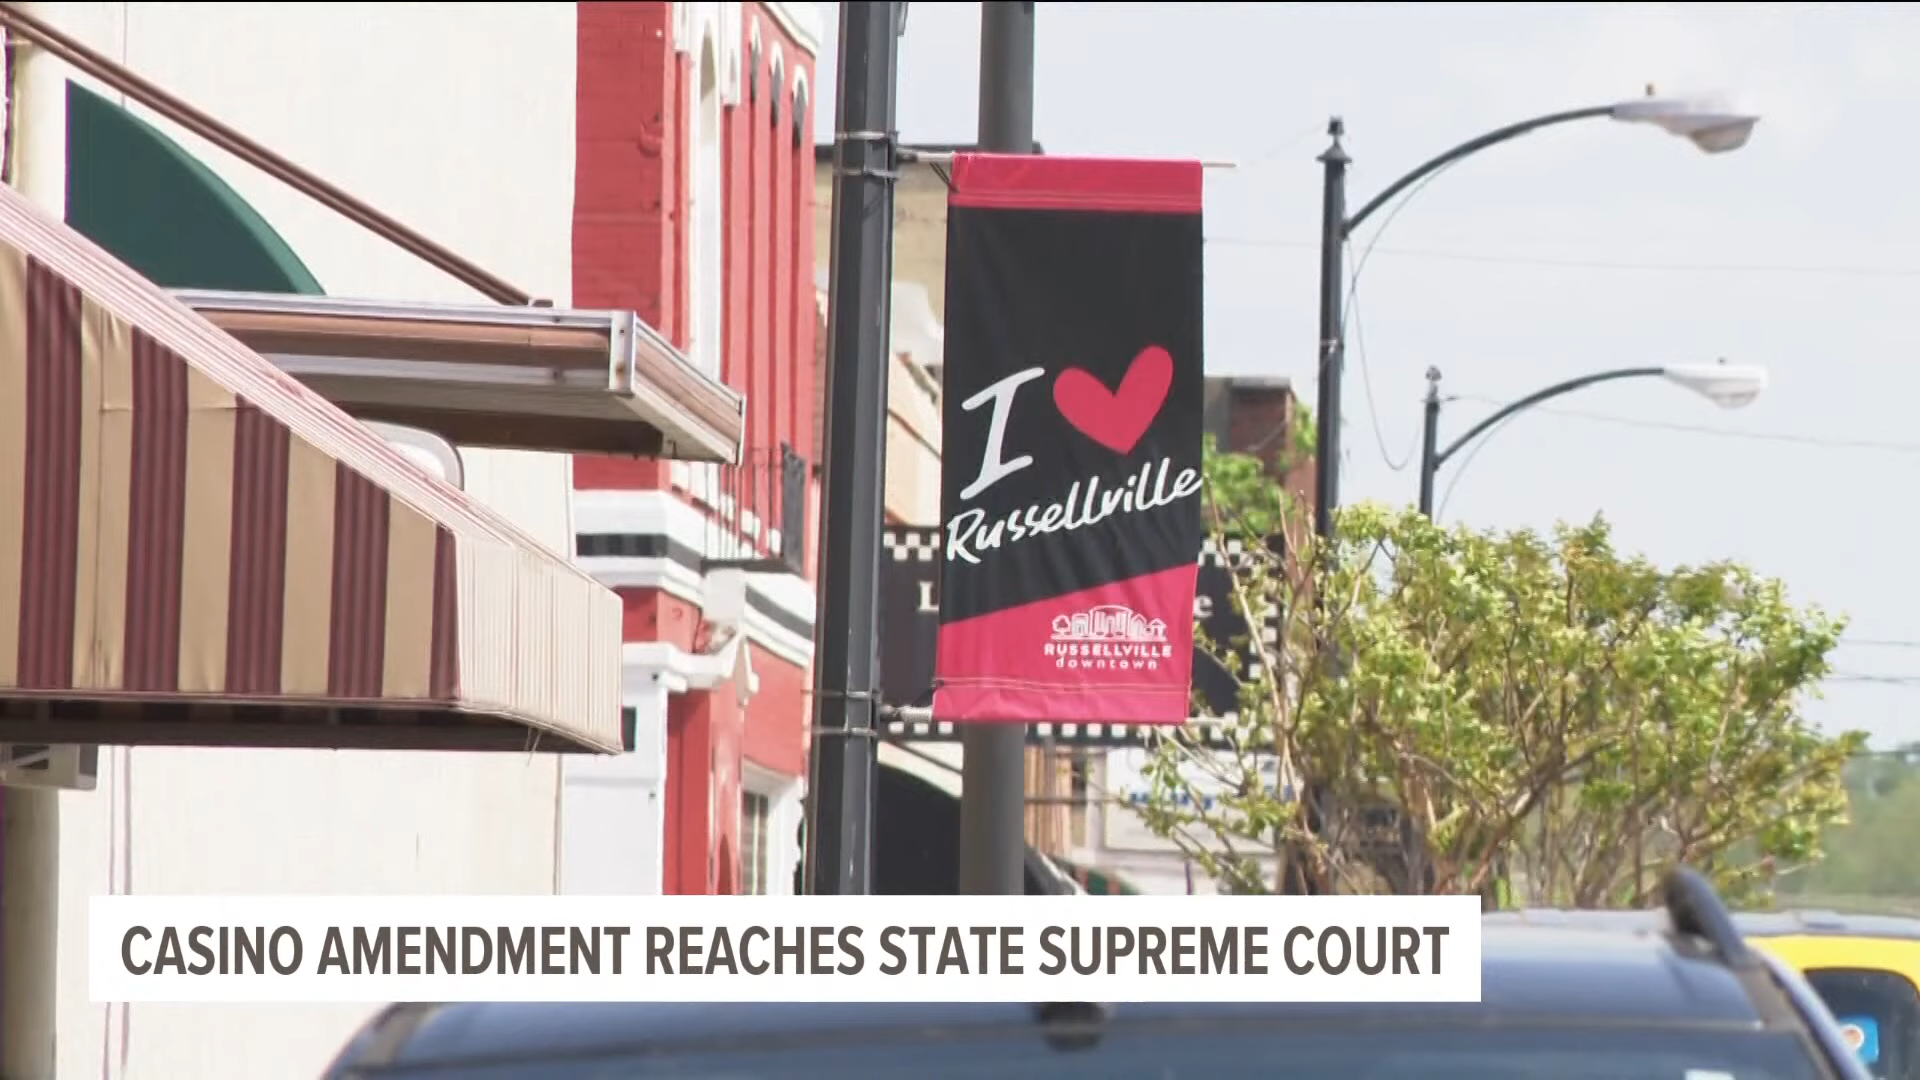 I
Russellville
RUSSELLVILLE
downtown
CASINO AMENDMENT REACHES STATE SUPREME COURT